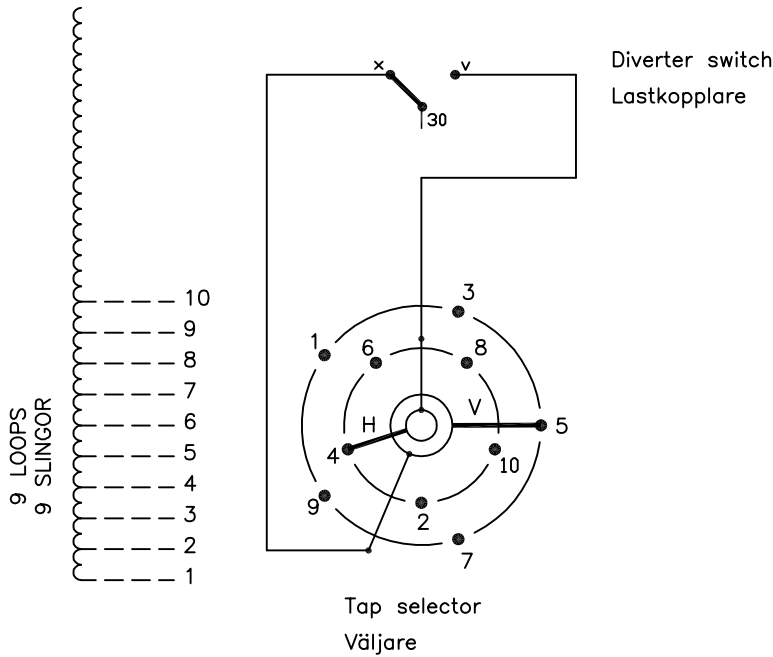 x
v
30
Diverter switch
Lastkopplare
10
9
8
7
6
5
4
3
2
1
9 LOOPS
9 SLINGOR
3
1
6
8
H
V
5
4
10
9
2
7
Tap selector
Väljare